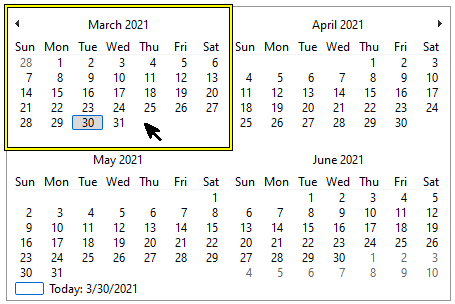 March 2021
Sun Mon Tue Wed Thu Fri Sat
28 1 2 3 4 5 6
7 8 9 10 11 12 13
14 15 16 17 18 19 20
21 22 23 24 25 26 27
28 29 30 31
April 2021
Sun Mon Tue Wed Thu Fri Sat
1 2 3
4 5 6 7 8 9 10
11 12 13 14 15 16 17
18 19 20 21 22 23 24
25 26 27 28 29 30
May 2021
Sun Mon Tue Wed Thu Fri Sat
1
2 3 4 5 6 7 8
9 10 11 12 13 14 15
16 17 18 19 20 21 22
23 24 25 26 27 28 29
30 31
June 2021
Sun Mon Tue Wed Thu Fri Sat
1 2 3 4 5
6 7 8 9 10 11 12
13 14 15 16 17 18 19
20 21 22 23 24 25 26
27 28 29 30 1 2 3
4 5 6 7 8 9 10
Today: 3/30/2021